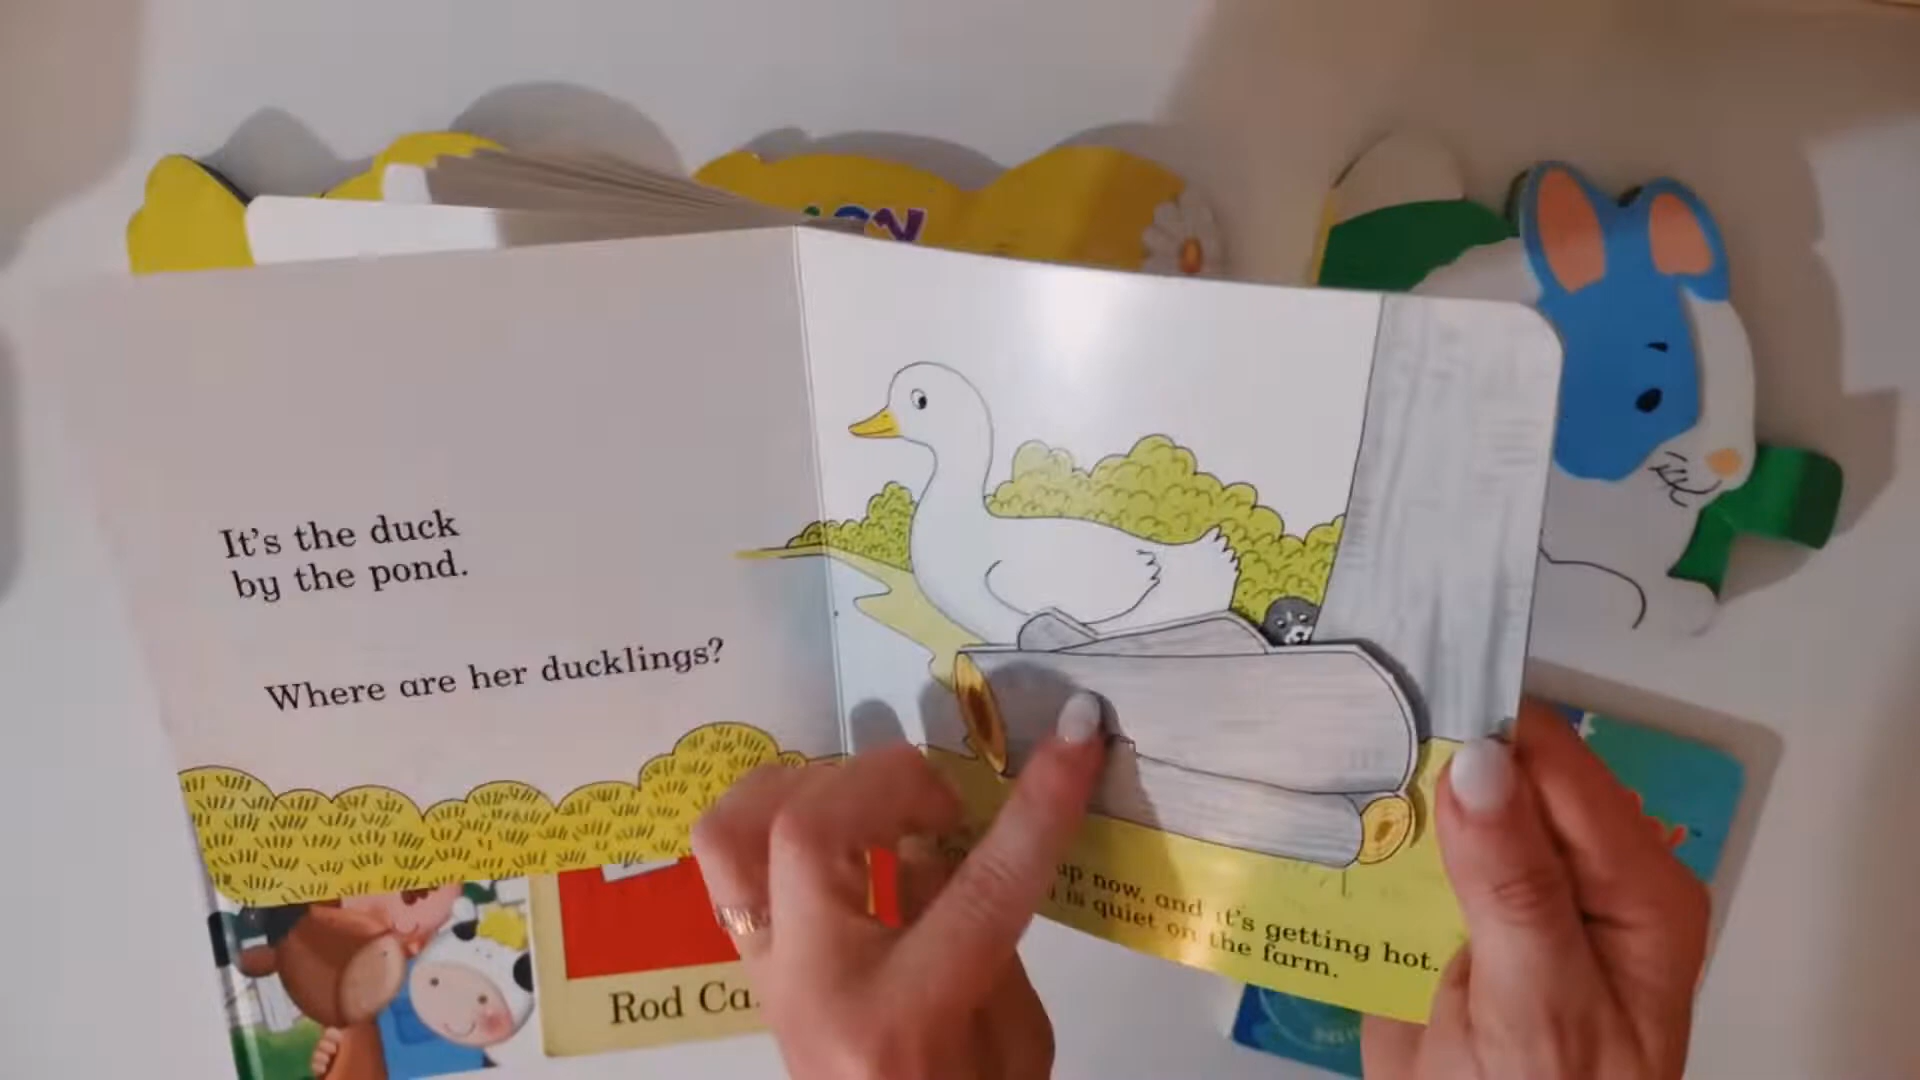 It's the duck
by the pond.
Where are her ducklings?
up now, and it's getting hot.
is quiet on the farm.
Rod Ca